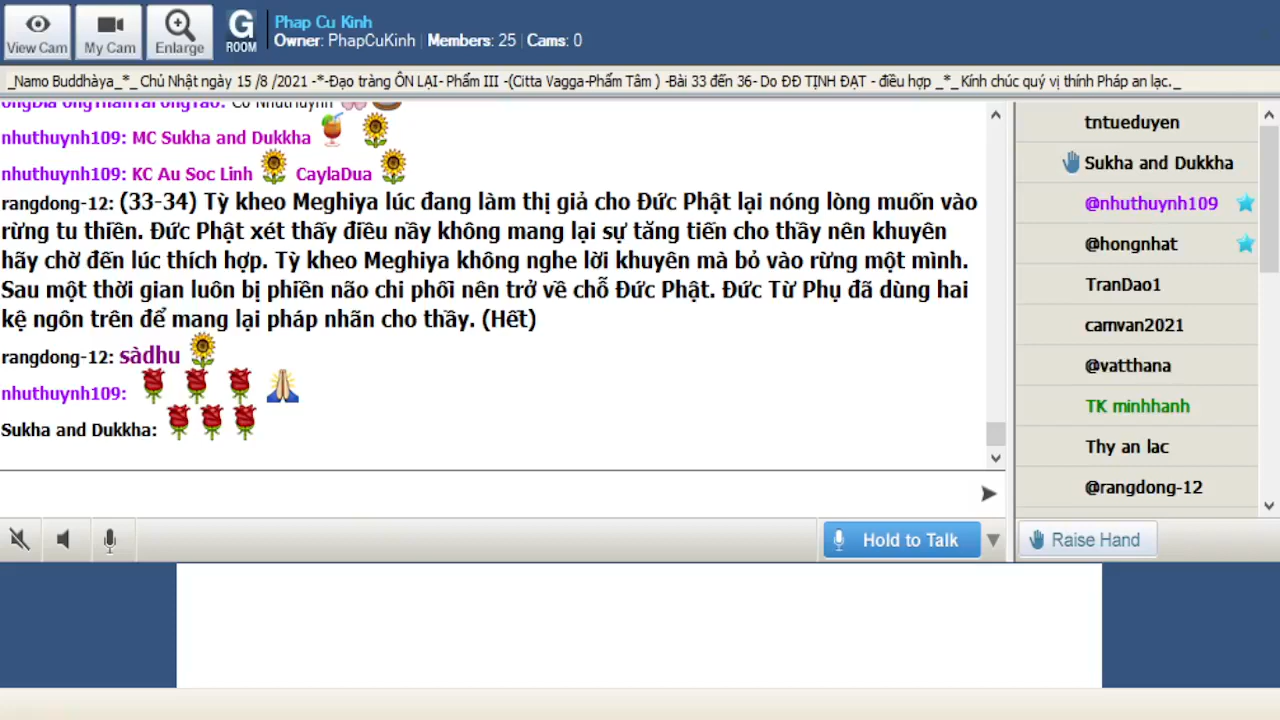 View Cam
My Cam
Enlarge
G
ROOM
Phap Cu Kinh
Owner: PhapCuKinh | Members: 25 | Cams: 0
_Namo Buddhàya_*_ Chủ Nhật ngày 15 /8 /2021 -*-Đạo tràng ÔN LẠI- Phẩm III -(Citta Vagga-Phẩm Tâm ) -Bài 33 đến 36- Do ĐĐ TỊNH ĐẠT - điều hợp _*_Kính chúc quý vị thính Pháp an lạc._
nhuthuynh109: MC Sukha and Dukkha
nhuthuynh109: KC Au Soc Linh CaylaDua
rangdong-12: (33-34) Tỳ kheo Meghiya lúc đang làm thị giả cho Đức Phật lại nóng lòng muốn vào
rừng tu thiền. Đức Phật xét thấy điều nầy không mang lại sự tăng tiến cho thầy nên khuyên
hãy chờ đến lúc thích hợp. Tỳ kheo Meghiya không nghe lời khuyên mà bỏ vào rừng một mình.
Sau một thời gian luôn bị phiền não chi phối nên trở về chỗ Đức Phật. Đức Từ Phụ đã dùng hai
kệ ngôn trên để mang lại pháp nhãn cho thầy. (Hết)
rangdong-12: sàdhu
nhuthuynh109:
Sukha and Dukkha:
Hold to Talk
tntueduyen
Sukha and Dukkha
@nhuthuynh109
@hongnhat
TranDao1
camvan2021
@vatthana
TK minhhanh
Thy an lac
@rangdong-12
Raise Hand